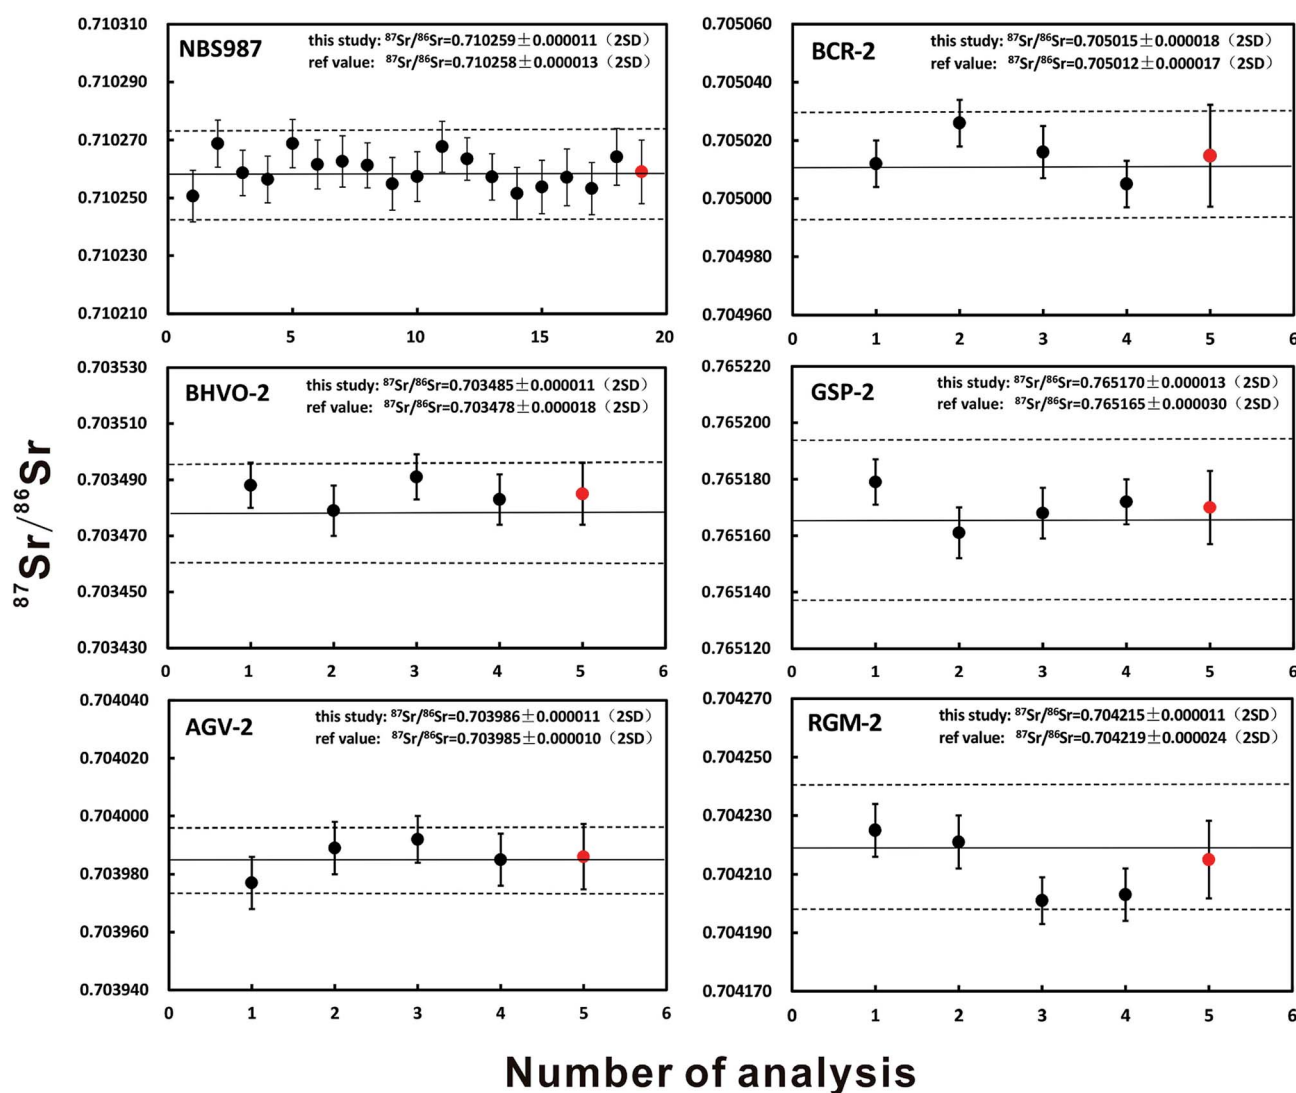 ⁸⁷Sr/⁸⁶Sr
NBS987
this study: ⁸⁷Sr/⁸⁶Sr=0.710259±0.000011（2SD）
ref value: ⁸⁷Sr/⁸⁶Sr=0.710258±0.000013（2SD）
0.710310
0.710290
0.710270
0.710250
0.710230
0.710210
0 5 10 15 20
BCR-2
this study: ⁸⁷Sr/⁸⁶Sr=0.705015±0.000018（2SD）
ref value: ⁸⁷Sr/⁸⁶Sr=0.705012±0.000017（2SD）
0.705060
0.705040
0.705020
0.705000
0.704980
0.704960
0 1 2 3 4 5 6
BHVO-2
this study: ⁸⁷Sr/⁸⁶Sr=0.703485±0.000011（2SD）
ref value: ⁸⁷Sr/⁸⁶Sr=0.703478±0.000018（2SD）
0.703530
0.703510
0.703490
0.703470
0.703450
0.703430
0 1 2 3 4 5 6
GSP-2
this study: ⁸⁷Sr/⁸⁶Sr=0.765170±0.000013（2SD）
ref value: ⁸⁷Sr/⁸⁶Sr=0.765165±0.000030（2SD）
0.765220
0.765200
0.765180
0.765160
0.765140
0.765120
0 1 2 3 4 5 6
AGV-2
this study: ⁸⁷Sr/⁸⁶Sr=0.703986±0.000011（2SD）
ref value: ⁸⁷Sr/⁸⁶Sr=0.703985±0.000010（2SD）
0.704040
0.704020
0.704000
0.703980
0.703960
0.703940
0 1 2 3 4 5 6
RGM-2
this study: ⁸⁷Sr/⁸⁶Sr=0.704215±0.000011（2SD）
ref value: ⁸⁷Sr/⁸⁶Sr=0.704219±0.000024（2SD）
0.704270
0.704250
0.704230
0.704210
0.704190
0.704170
0 1 2 3 4 5 6
Number of analysis